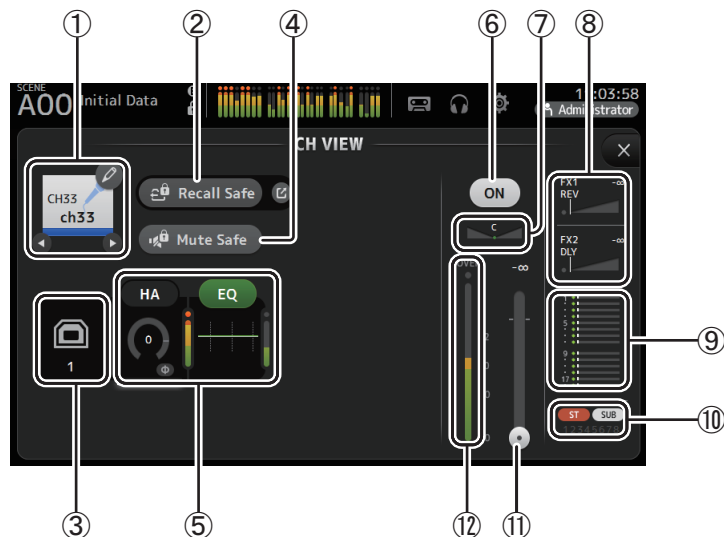 ① ② ④ ⑥ ⑦ ⑧
SCENE
A00 Initial Data
:03:58
Administrator
CH VIEW
CH33
ch33
Recall Safe
Mute Safe
ON
C
OVER
-∞
FX1 -∞
REV
FX2 -∞
DLY
HA
EQ
0
Φ
1
1
5
9
17
ST SUB
12345678
⑨
⑩
③ ⑤ ⑫ ⑪